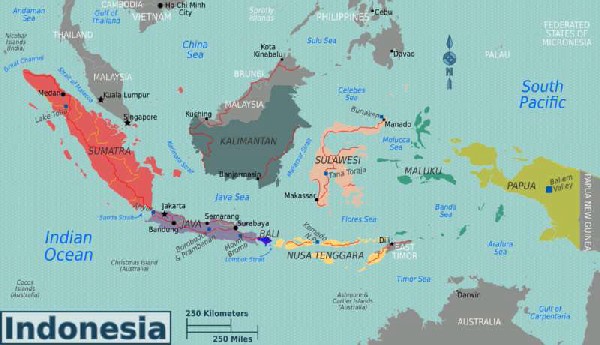 Andaman
Sea
Nicobar
Islands
(India)
CAMBODIA
Gulf of
Thailand
Ho Chi Minh
City
VIETNAM
Spratly
Islands
PHILIPPINES
Cebu
Davao
FEDERATED
STATES OF
MICRONESIA
PALAU
THAILAND
China
Sea
Sulu Sea
Kota
Kinabalu
BRUNEI
MALAYSIA
Strait of Malacca
Medan
Kuala Lumpur
Singapore
Lake Toba
Kuching
MALAYSIA
Celebes
Sea
South
Pacific
Bunaken
Manado
Molucca
Sea
SUMATRA
Karimata Strait
KALIMANTAN
Makassar Strait
SULAWESI
Tana Toraja
MALUKU
PAPUA
Baliem
Valley
PAPUA NEW GUINEA
Banjarmasin
Java Sea
Makassar
Banda
Sea
Sunda Strait
Jakarta
JAVA
Semarang
Surabaya
Bandung
Borobudur
& Prambanan
Mount
Bromo
BALI
Lombok Strait
Flores Sea
Komodo
NUSA TENGGARA
Dili
EAST
TIMOR
Arafura
Sea
Indian
Ocean
Christmas Island
(Australia)
Timor Sea
Cocos
Islands
(Australia)
Ashmore &
Cartier Islands
(Australia)
Darwin
Gulf of
Carpentaria
AUSTRALIA
Indonesia
250 Kilometers
250 Miles